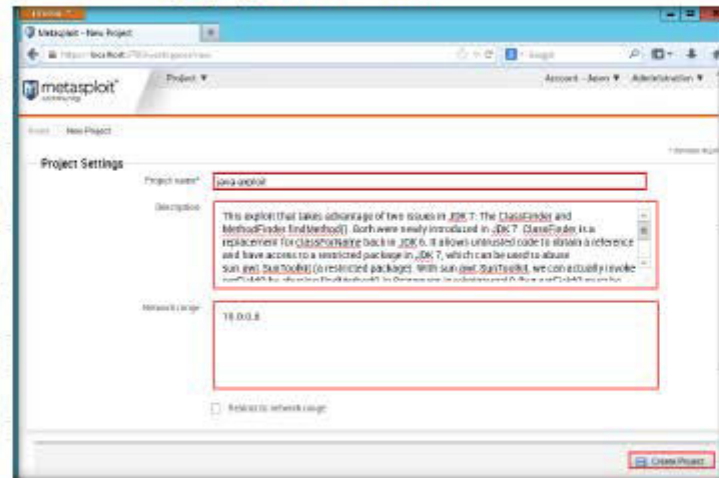 Metasploit - New Project
Google
metasploit
community
Project ▼
Account - Jason ▼ Administration ▼
New Project
Project Settings
Project name*
java exploit
Description
This exploit that takes advantage of two issues in JDK 7: The ClassFinder and
MethodFinder.findMethod(). Both were newly introduced in JDK 7. ClassFinder is a
replacement for classForName back in JDK 6. It allows untrusted code to obtain a reference
and have access to a restricted package in JDK 7, which can be used to abuse
sun.awt.SunToolkit (a restricted package). With sun.awt.SunToolkit, we can actually invoke
Network range
10.0.0.8
Restrict to network range
Create Project